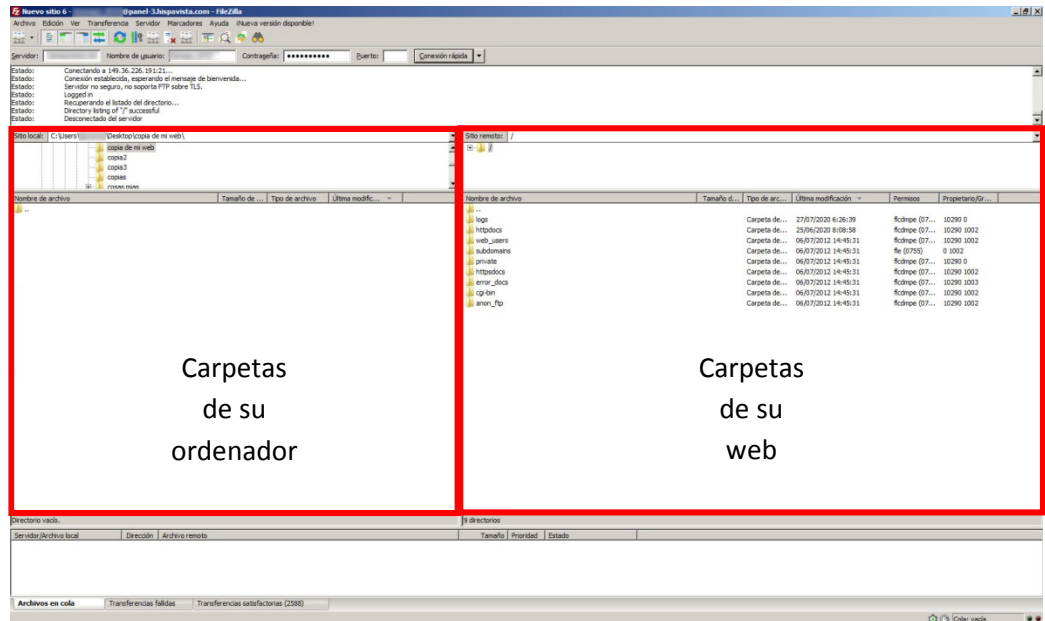 Nuevo sitio 6 - @panel-3.hispavista.com - FileZilla
Archivo Edición Ver Transferencia Servidor Marcadores Ayuda ¡Nueva versión disponible!
Servidor: Nombre de usuario: Contraseña: •••••••••• Puerto: Conexión rápida
Estado: Conectando a 149.36.226.191:21...
Estado: Conexión establecida, esperando el mensaje de bienvenida...
Estado: Servidor no seguro, no soporta FTP sobre TLS.
Estado: Logged in
Estado: Recuperando el listado del directorio...
Estado: Directory listing of "/" successful
Estado: Desconectado del servidor
Sitio local: C:\Users\ \Desktop\copia de mi web\
copia de mi web
copia2
copia3
copias
cosas mias
Nombre de archivo Tamaño de ... Tipo de archivo Última modific...
..
Carpetas
de su
ordenador
Directorio vacío.
Sitio remoto: /
/
Nombre de archivo Tamaño d... Tipo de arc... Última modificación Permisos Propietario/Gr...
..
logs Carpeta de... 27/07/2020 6:26:39 flcdmpe (07... 10290 0
httpdocs Carpeta de... 25/06/2020 8:08:58 flcdmpe (07... 10290 1002
web_users Carpeta de... 06/07/2012 14:45:31 flcdmpe (07... 10290 1002
subdomains Carpeta de... 06/07/2012 14:45:31 fle (0755) 0 1002
private Carpeta de... 06/07/2012 14:45:31 flcdmpe (07... 10290 0
httpsdocs Carpeta de... 06/07/2012 14:45:31 flcdmpe (07... 10290 1002
error_docs Carpeta de... 06/07/2012 14:45:31 flcdmpe (07... 10290 1003
cgi-bin Carpeta de... 06/07/2012 14:45:31 flcdmpe (07... 10290 1002
anon_ftp Carpeta de... 06/07/2012 14:45:31 flcdmpe (07... 10290 1002
Carpetas
de su
web
9 directorios
Servidor/Archivo local Dirección Archivo remoto Tamaño Prioridad Estado
Archivos en cola Transferencias fallidas Transferencias satisfactorias (2588)
Cola: vacía